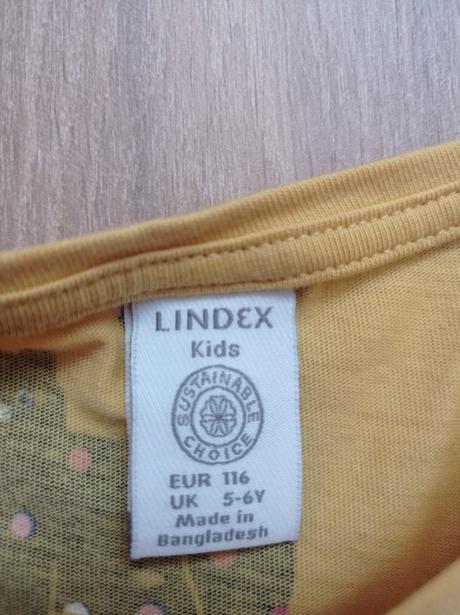 LINDEX
Kids
SUSTAINABLE
CHOICE
EUR 116
UK 5-6Y
Made in
Bangladesh